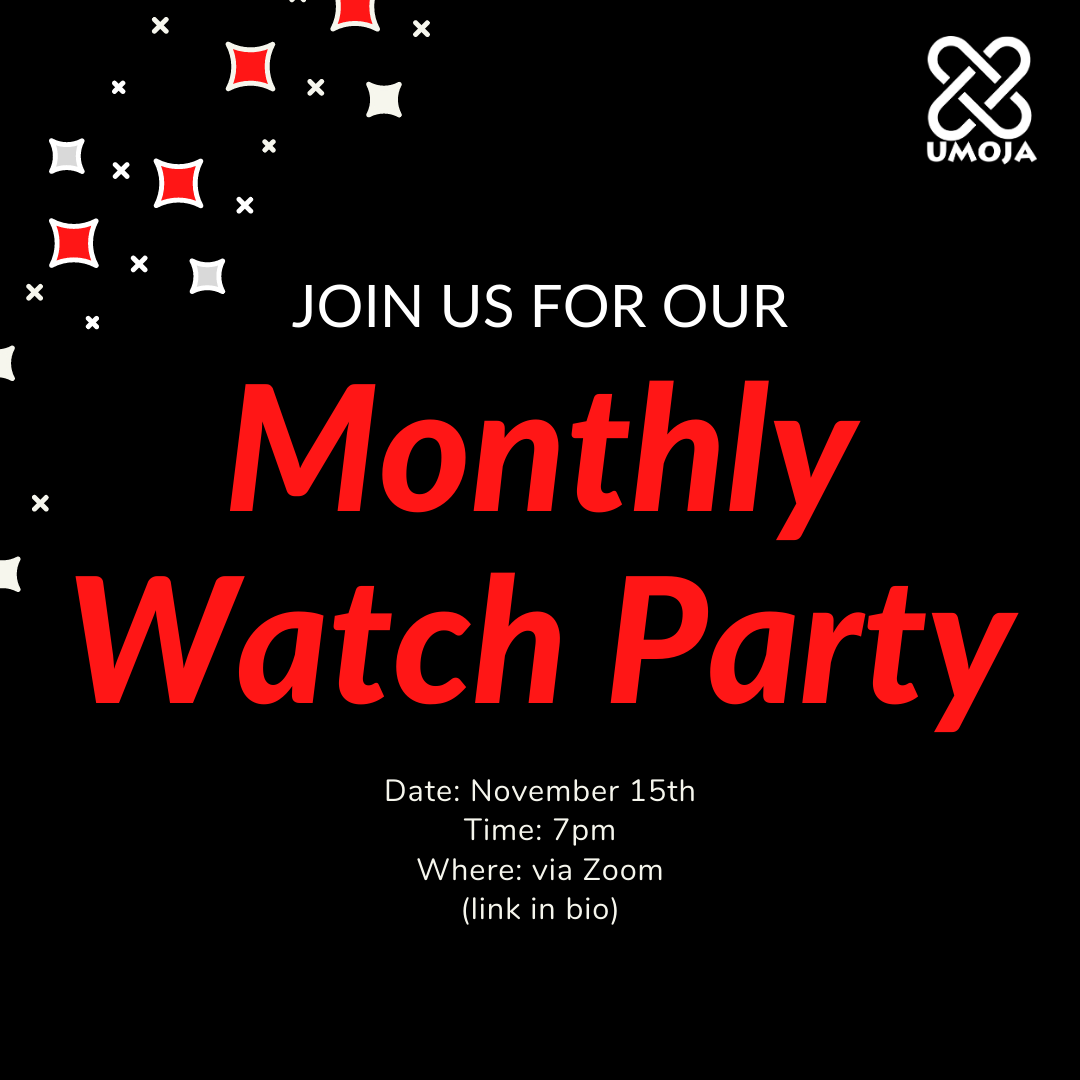 UMOJA
JOIN US FOR OUR
Monthly
Watch Party
Date: November 15th
Time: 7pm
Where: via Zoom
(link in bio)